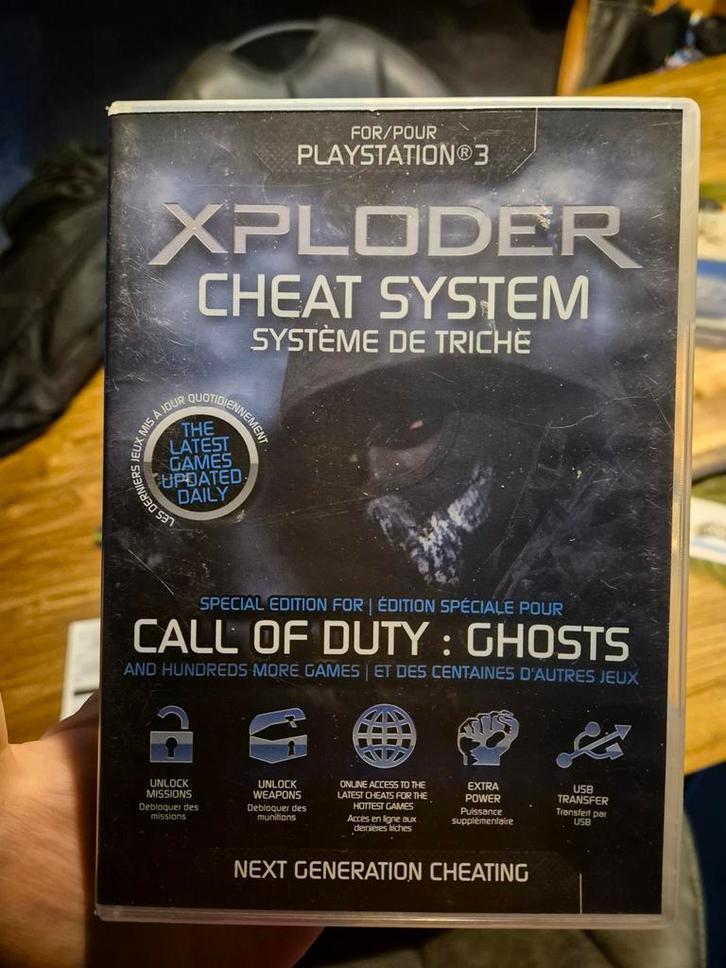 FOR/POUR
PLAYSTATION®3
XPLODER
CHEAT SYSTEM
SYSTÈME DE TRICHE
LES DERNIERS JEUX MIS A JOUR QUOTIDIENNEMENT
THE
LATEST
GAMES
UPDATED
DAILY
SPECIAL EDITION FOR | ÉDITION SPÉCIALE POUR
CALL OF DUTY : GHOSTS
AND HUNDREDS MORE GAMES | ET DES CENTAINES D'AUTRES JEUX
UNLOCK
MISSIONS
Débloquer des
missions
UNLOCK
WEAPONS
Débloquer des
munitions
ONLINE ACCESS TO THE
LATEST CHEATS FOR THE
HOTTEST GAMES
Accès en ligne aux
dernières triches
EXTRA
POWER
Puissance
supplémentaire
USB
TRANSFER
Transfert par
USB
NEXT GENERATION CHEATING